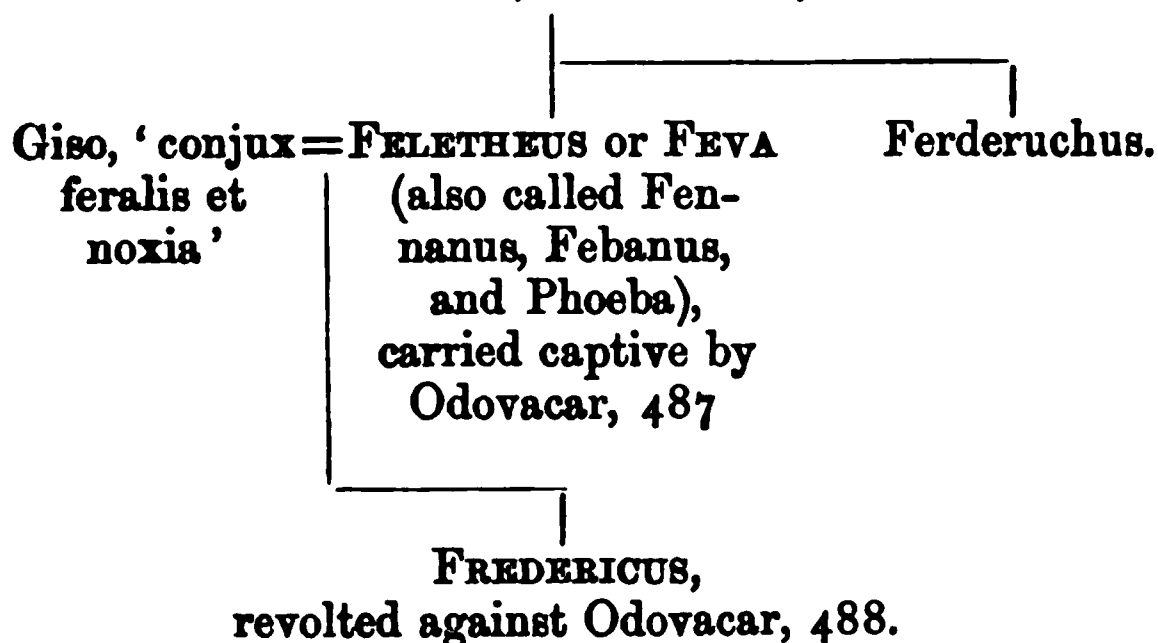 Giso, ‘ conjux = FELETHEUS or FEVA Ferderuchus.
feralis et (also called Fen-
noxia ’ nanus, Febanus,
and Phoeba),
carried captive by
Odovacar, 487
FREDERICUS,
revolted against Odovacar, 488.